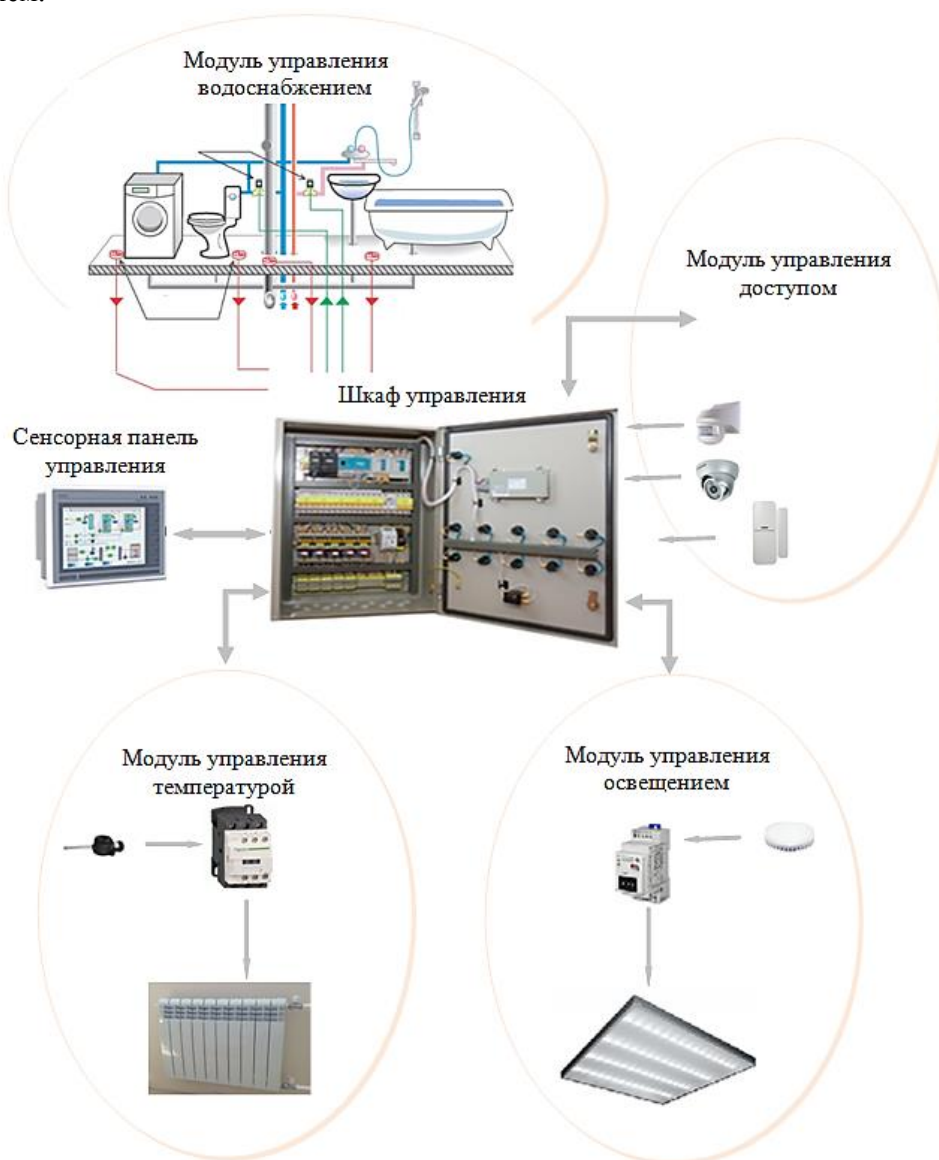 Модуль управления
водоснабжением
Модуль управления
доступом
Шкаф управления
Сенсорная панель
управления
Модуль управления
температурой
Модуль управления
освещением